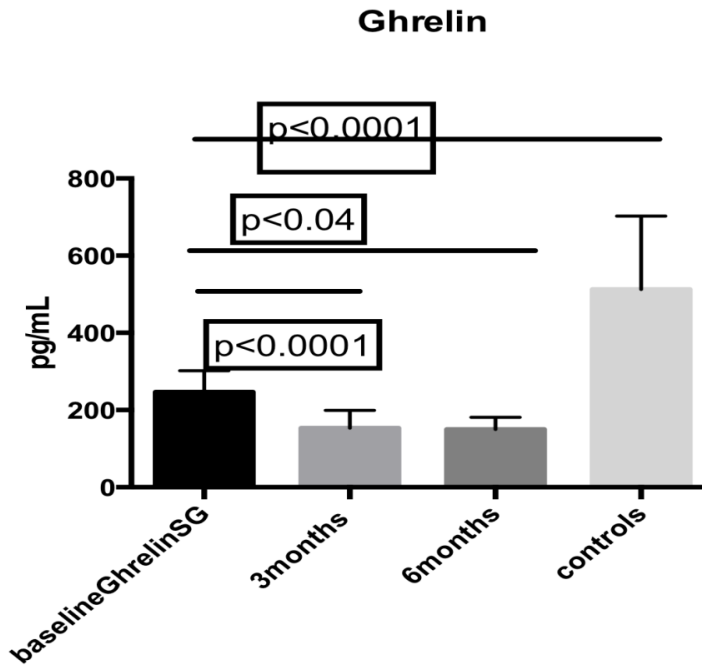 Ghrelin
p<0.0001
800
p<0.04
600
pg/mL
400
p<0.0001
200
0
baselineGhrelinSG
3months
6months
controls